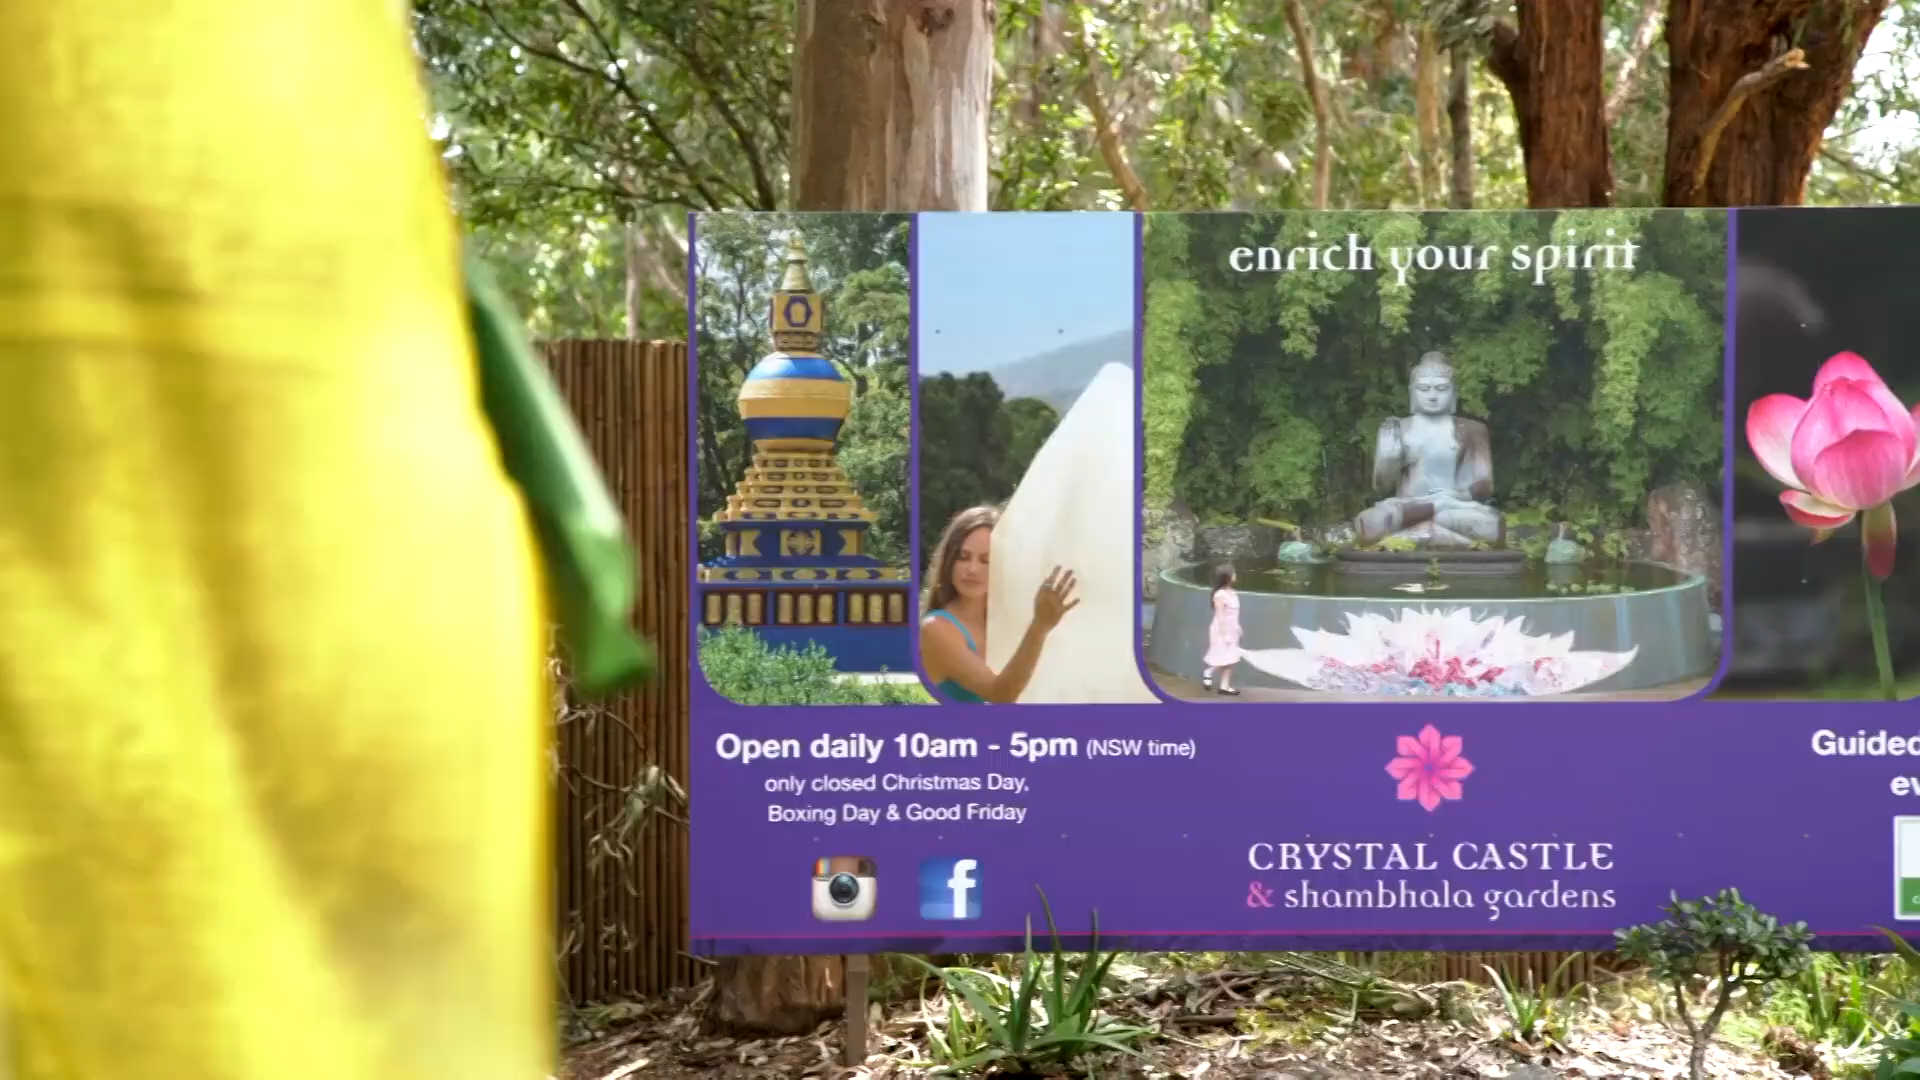 enrich your spirit
Open daily 10am - 5pm (NSW time)
only closed Christmas Day,
Boxing Day & Good Friday
CRYSTAL CASTLE
& shambhala gardens
Guided